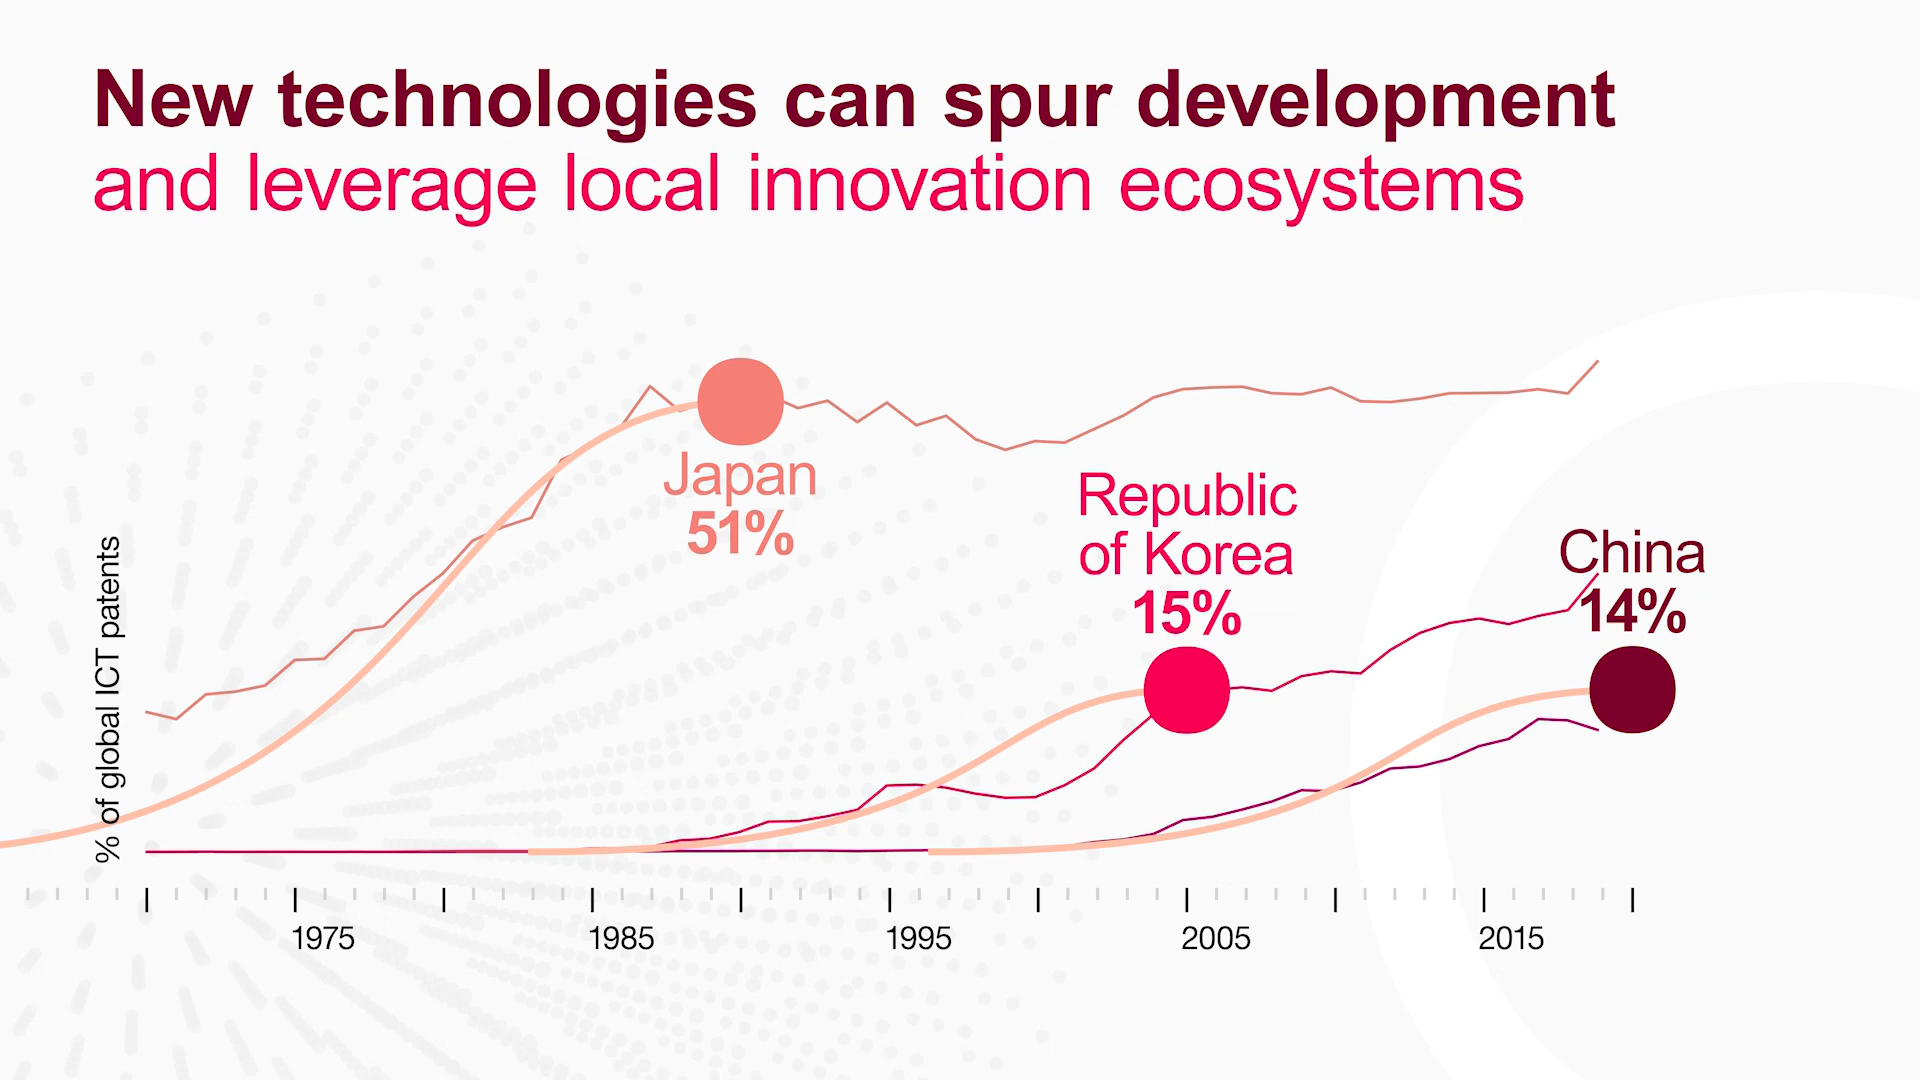 New technologies can spur development
and leverage local innovation ecosystems
Japan
51%
Republic
of Korea
15%
China
14%
% of global ICT patents
1975
1985
1995
2005
2015